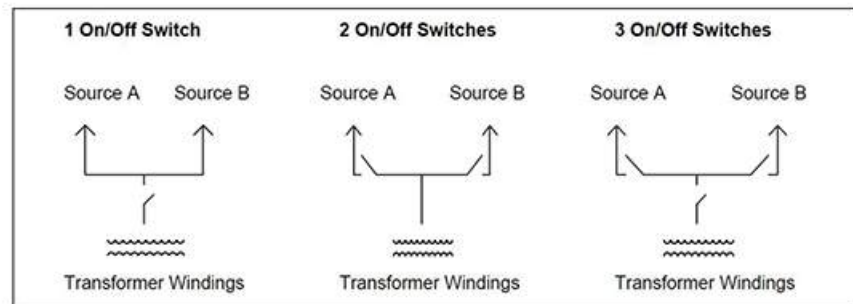 1 On/Off Switch
2 On/Off Switches
3 On/Off Switches
Source A
Source B
Source A
Source B
Source A
Source B
Transformer Windings
Transformer Windings
Transformer Windings